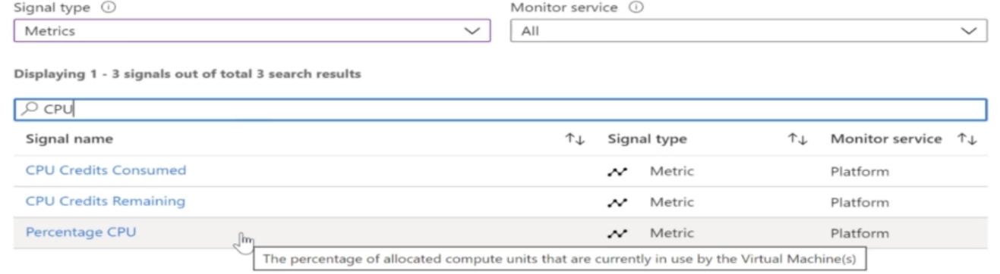 Signal type Monitor service
Metrics All
Displaying 1 - 3 signals out of total 3 search results
CPU
Signal name Signal type Monitor service
CPU Credits Consumed Metric Platform
CPU Credits Remaining Metric Platform
Percentage CPU Metric Platform
The percentage of allocated compute units that are currently in use by the Virtual Machine(s)